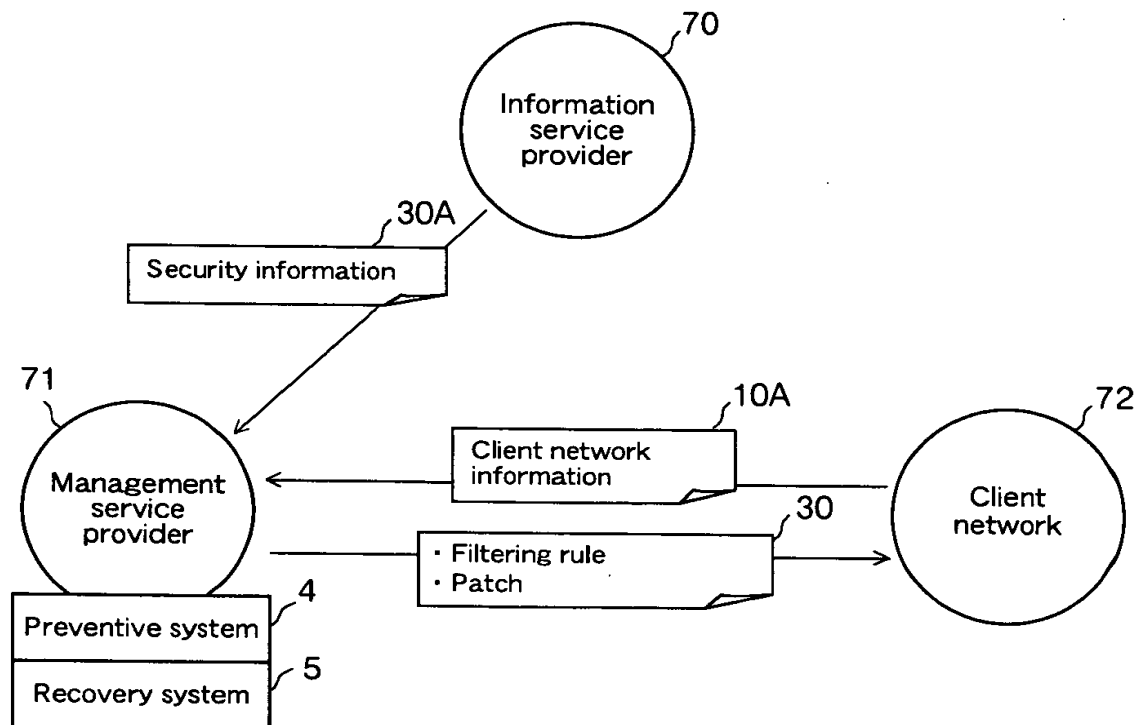 70
Information
service
provider
30A
Security information
71
Management
service
provider
10A
Client network
information
72
Client
network
30
· Filtering rule
· Patch
4
Preventive system
5
Recovery system